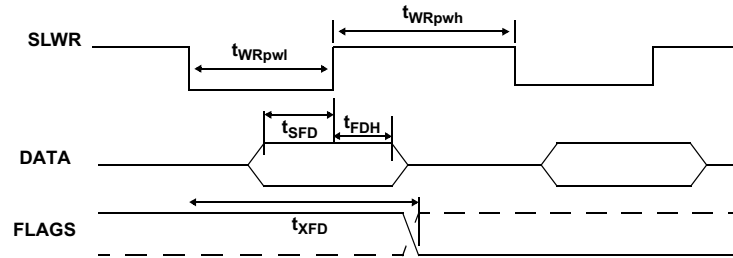 SLWR
tWRpwl
tWRpwh
DATA
tSFD
tFDH
FLAGS
tXFD